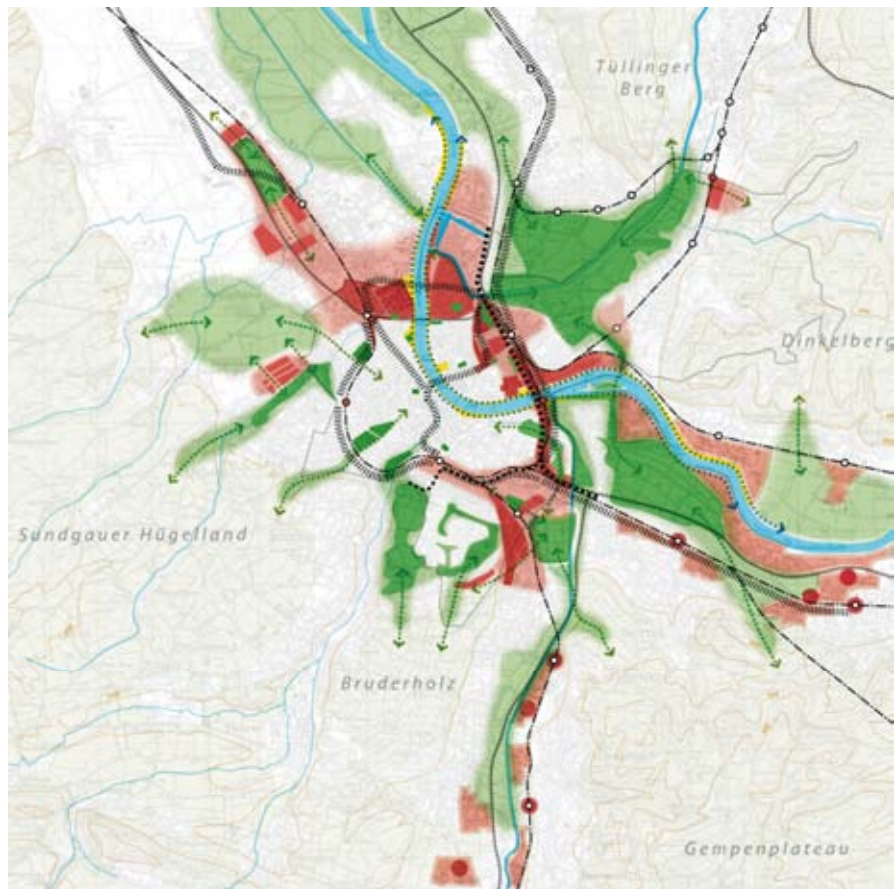 Tüllinger
Berg
Dinkelberg
Sundgauer Hügelland
Bruderholz
Gempenplateau